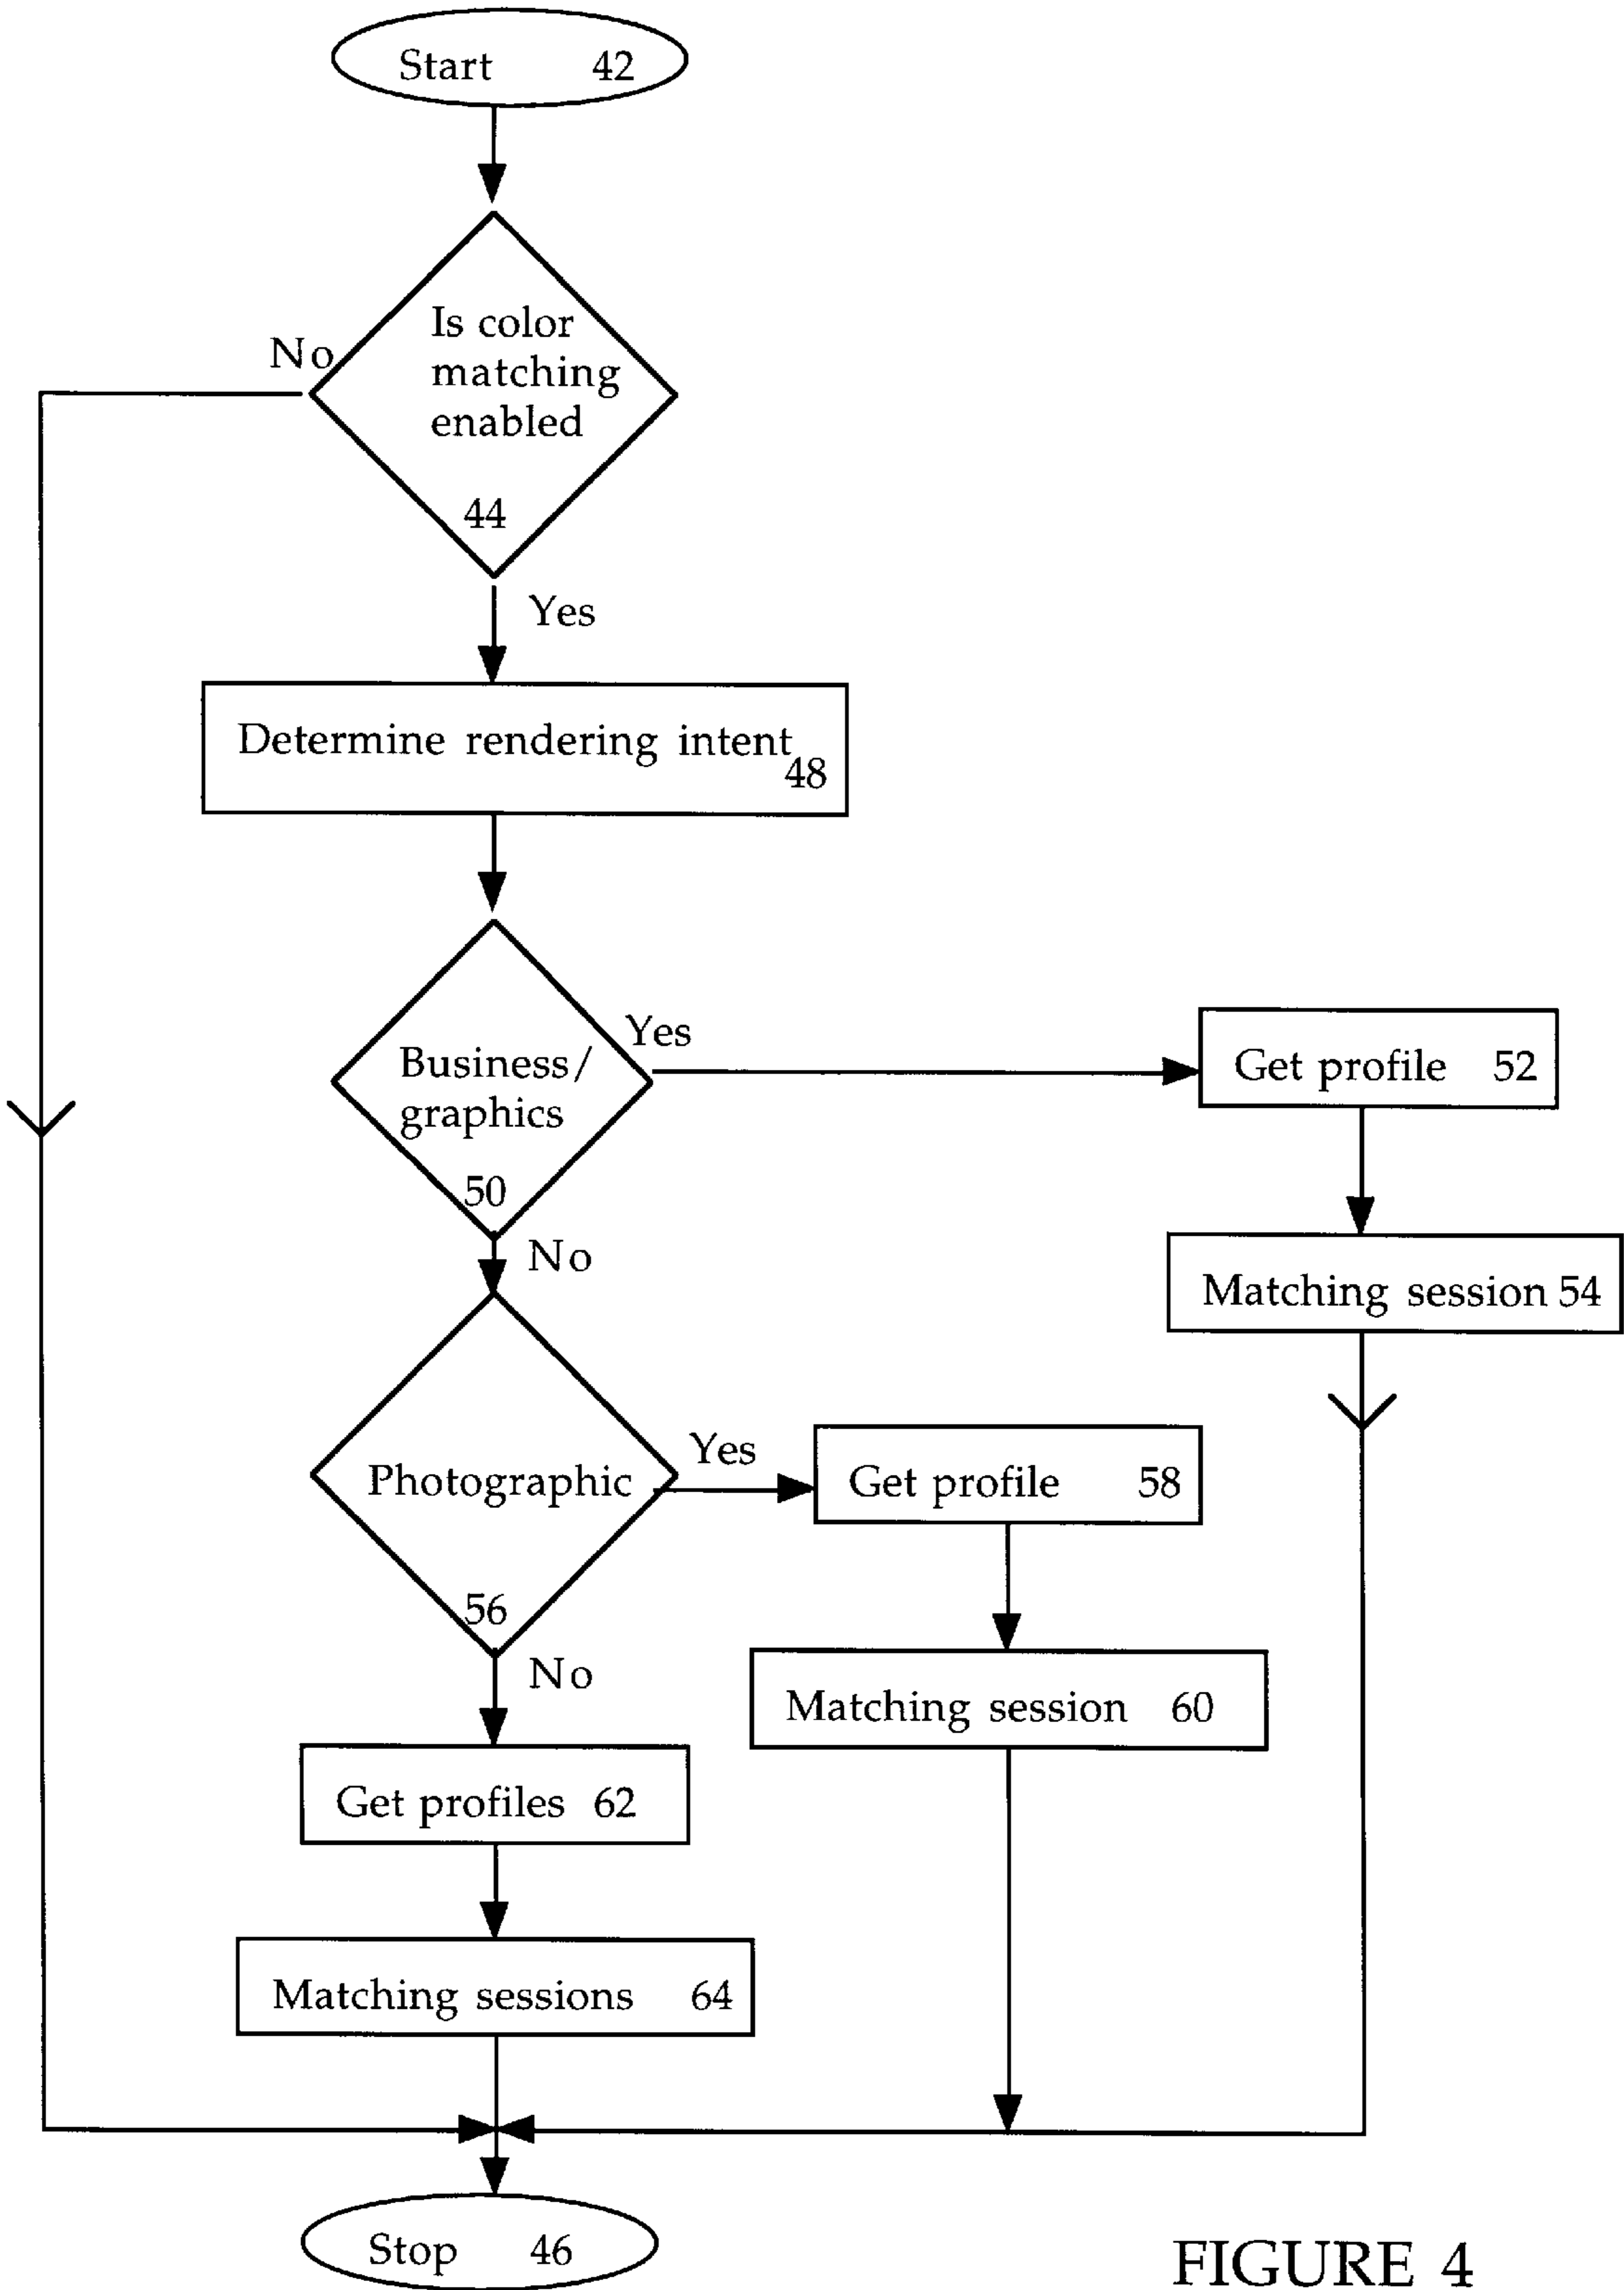 Start 42
Is color
matching
enabled
44
No
Yes
Determine rendering intent
48
Business/
graphics
50
Yes
Get profile 52
No
Matching session 54
Photographic
56
Yes
Get profile 58
No
Matching session 60
Get profiles 62
Matching sessions 64
Stop 46
FIGURE 4